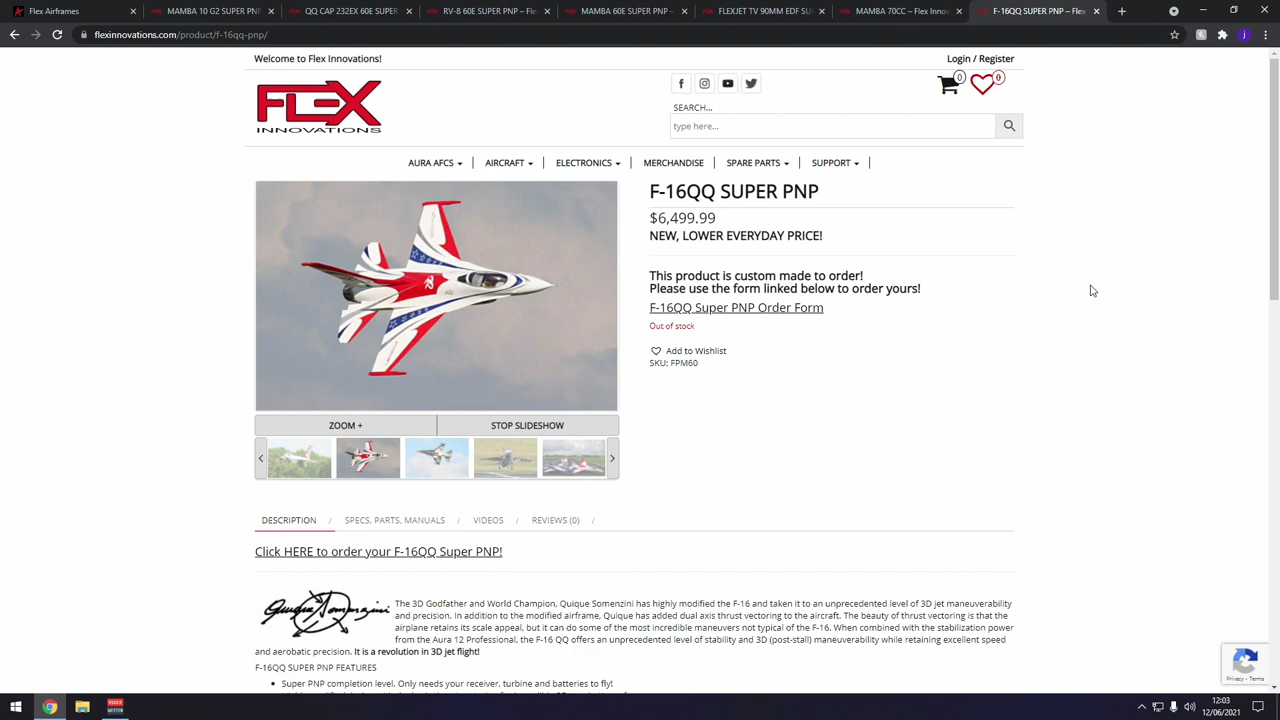 Flex Airframes
MAMBA 10 G2 SUPER PNP
QQ CAP 232EX 60E SUPER
RV-8 60E SUPER PNP – Fle
MAMBA 60E SUPER PNP –
FLEXJET TV 90MM EDF SU
MAMBA 70CC – Flex Innov
F-16QQ SUPER PNP – Flex
flexinnovations.com/product/f-16qq-pnp/
Welcome to Flex Innovations!
Login / Register
FLEX
INNOVATIONS
0
0
SEARCH...
type here...
AURA AFCS
AIRCRAFT
ELECTRONICS
MERCHANDISE
SPARE PARTS
SUPPORT
F-16QQ SUPER PNP
$6,499.99
NEW, LOWER EVERYDAY PRICE!
This product is custom made to order!
Please use the form linked below to order yours!
F-16QQ Super PNP Order Form
Out of stock
Add to Wishlist
SKU: FPM60
ZOOM +
STOP SLIDESHOW
DESCRIPTION / SPECS, PARTS, MANUALS / VIDEOS / REVIEWS (0) /
Click HERE to order your F-16QQ Super PNP!
Quique Somenzini
The 3D Godfather and World Champion, Quique Somenzini has highly modified the F-16 and taken it to an unprecedented level of 3D jet maneuverability
and precision. In addition to the modified airframe, Quique has added dual axis thrust vectoring to the aircraft. The beauty of thrust vectoring is that the
airplane retains its scale appeal, but it can do some of the most incredible maneuvers not typical of the F-16. When combined with the stabilization power
from the Aura 12 Professional, the F-16 QQ offers an unprecedented level of stability and 3D (post-stall) maneuverability while retaining excellent speed
and aerobatic precision. It is a revolution in 3D jet flight!
F-16QQ SUPER PNP FEATURES
Super PNP completion level. Only needs your receiver, turbine and batteries to fly!
Privacy - Terms
VOICE
MEETER
12:03
12/06/2021